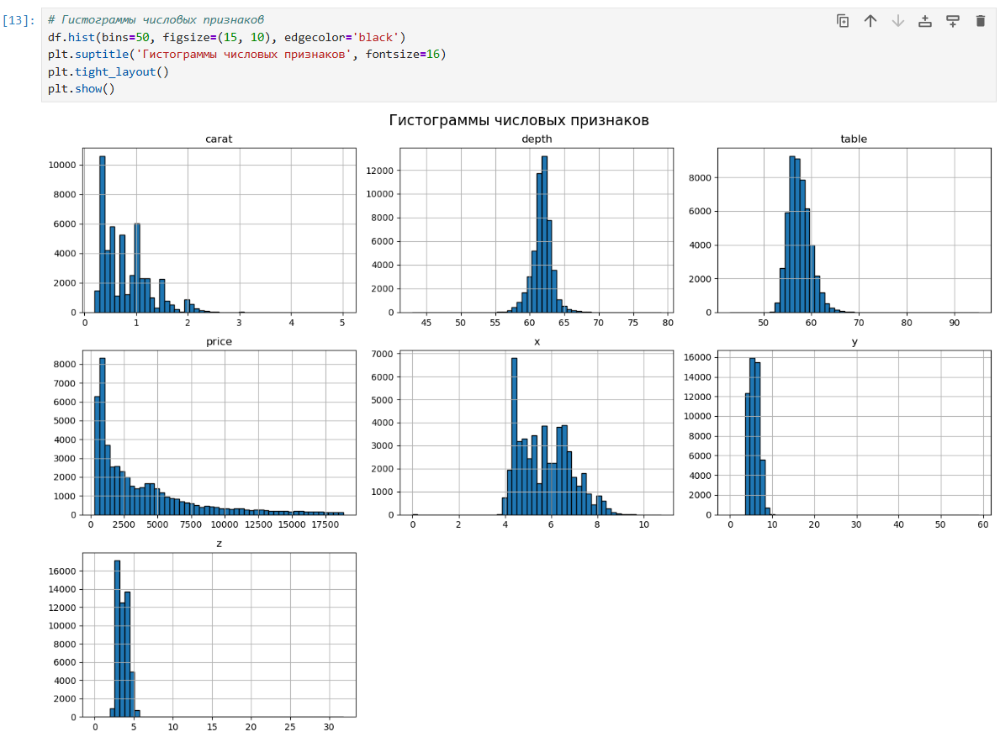 [13]: # Гистограммы числовых признаков
df.hist(bins=50, figsize=(15, 10), edgecolor='black')
plt.suptitle('Гистограммы числовых признаков', fontsize=16)
plt.tight_layout()
plt.show()
Гистограммы числовых признаков
carat
10000
8000
6000
4000
2000
0
0 1 2 3 4 5
depth
12000
10000
8000
6000
4000
2000
0
45 50 55 60 65 70 75 80
table
8000
6000
4000
2000
0
50 60 70 80 90
price
8000
7000
6000
5000
4000
3000
2000
1000
0
0 2500 5000 7500 10000 12500 15000 17500
x
7000
6000
5000
4000
3000
2000
1000
0
0 2 4 6 8 10
y
16000
14000
12000
10000
8000
6000
4000
2000
0
0 10 20 30 40 50 60
z
16000
14000
12000
10000
8000
6000
4000
2000
0
0 5 10 15 20 25 30